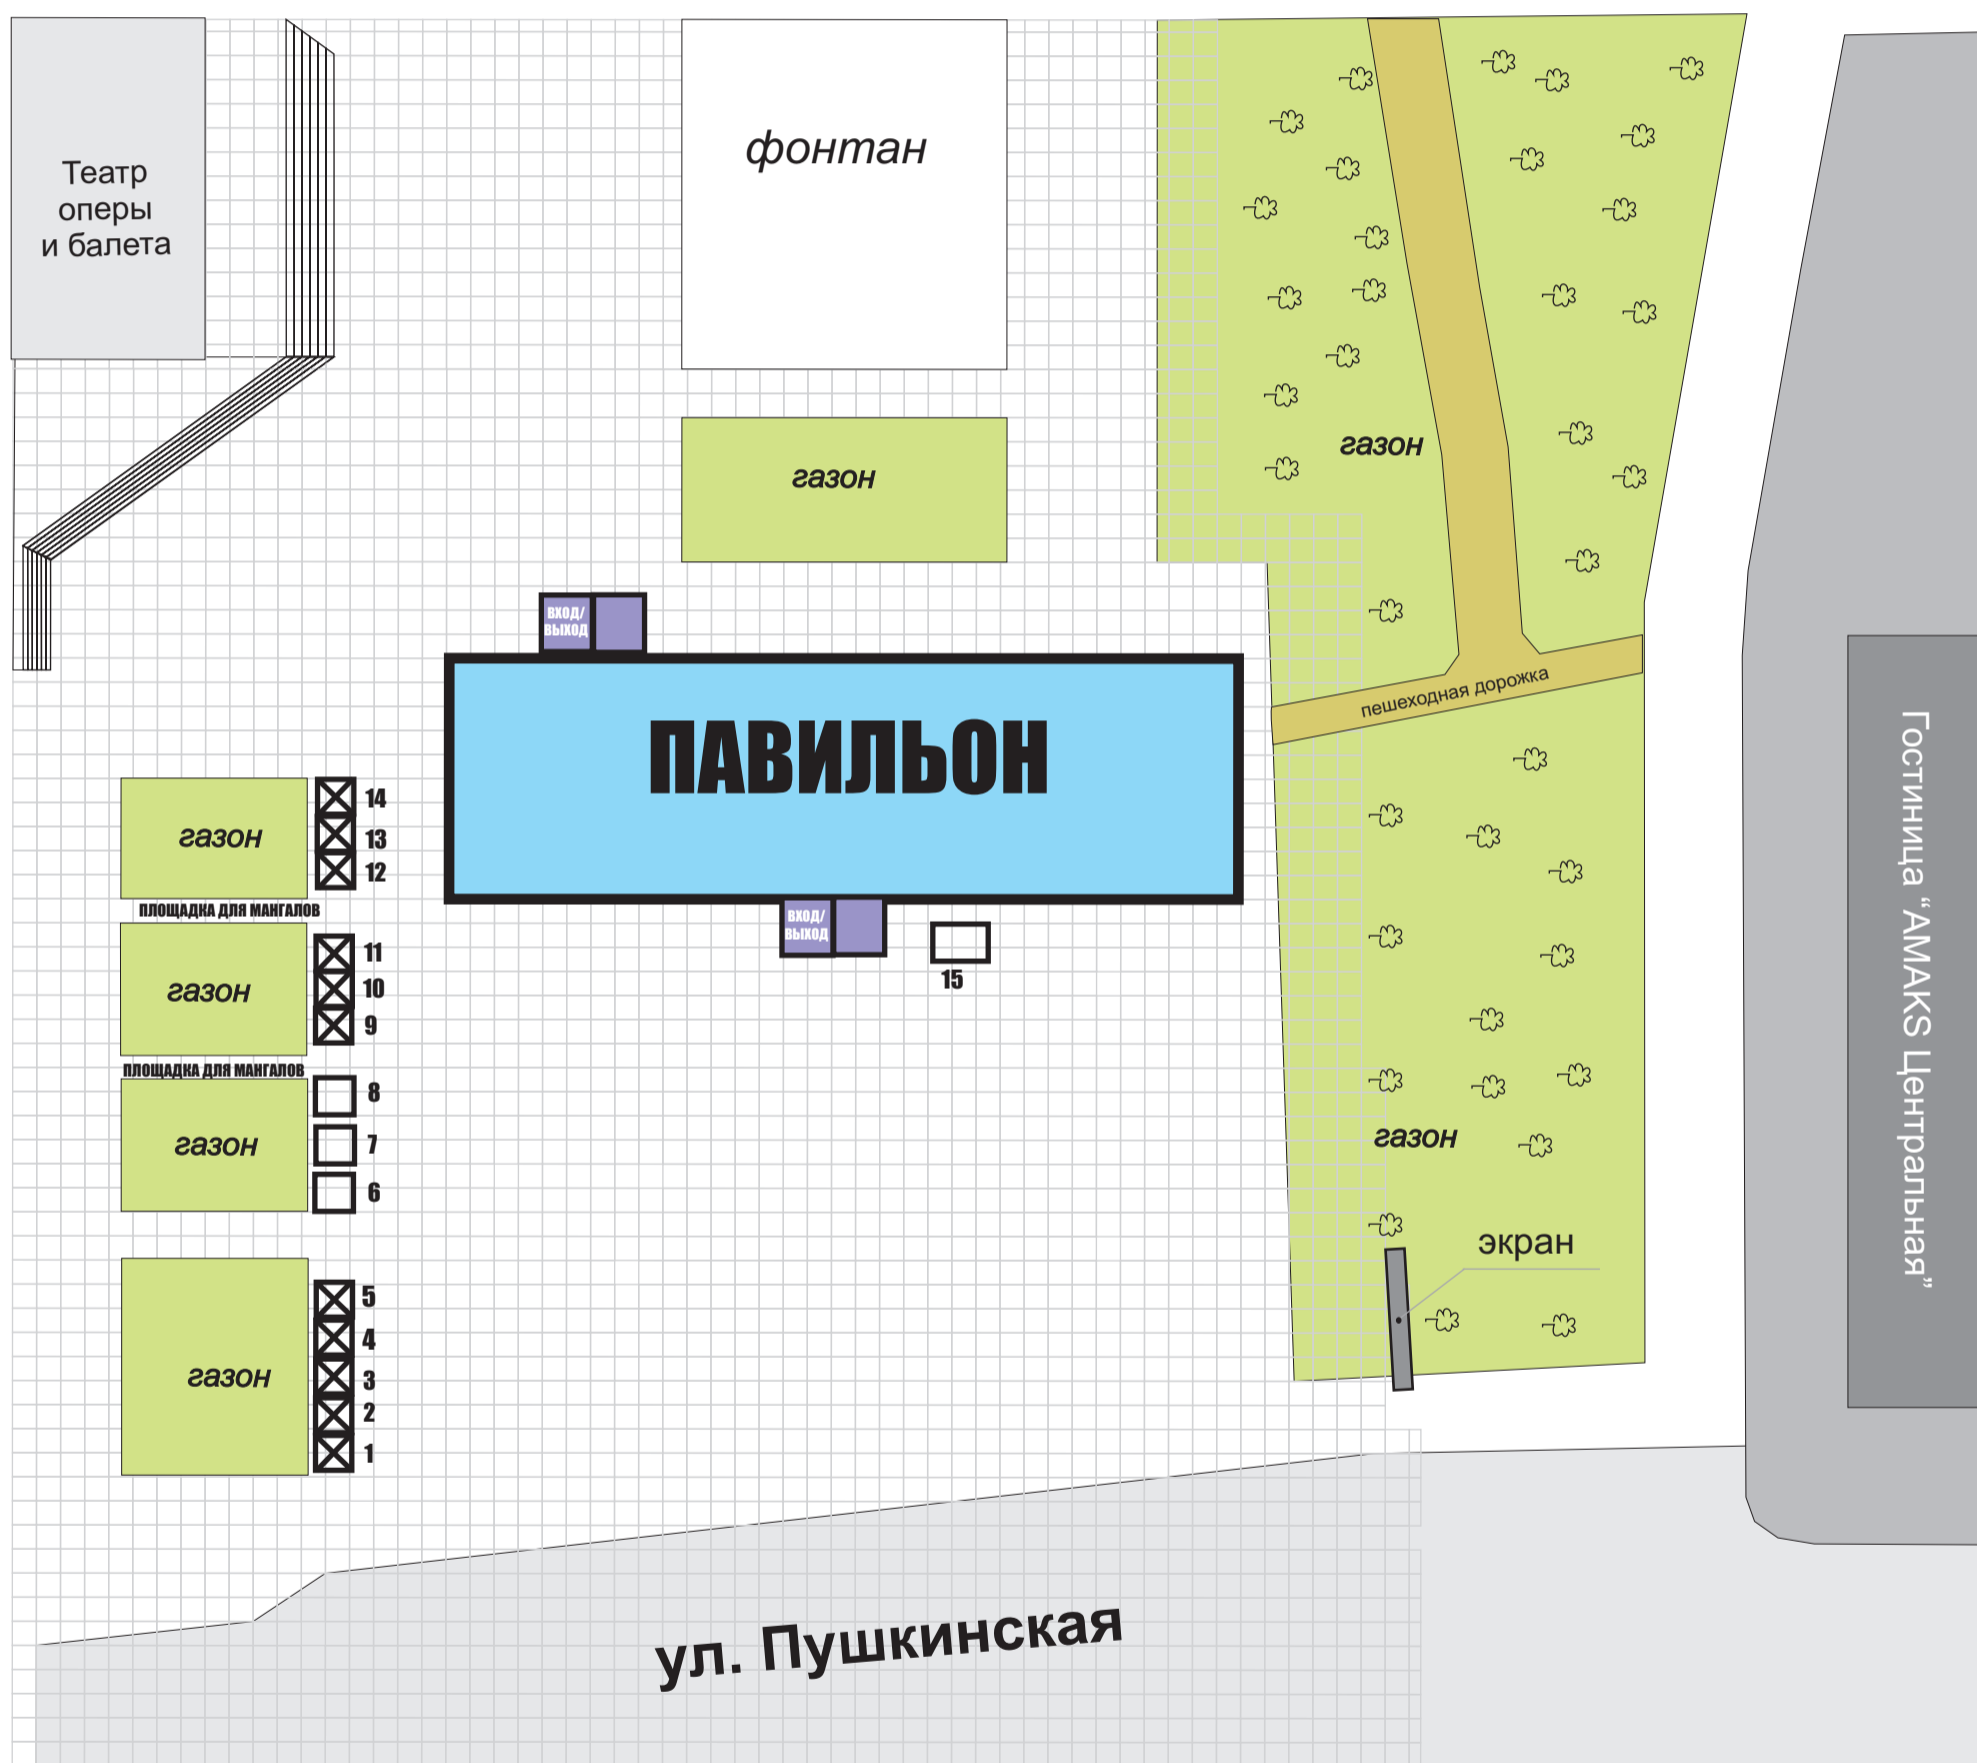 Театр
оперы
и балета
фонтан
газон
газон
ВХОД/
ВЫХОД
ПАВИЛЬОН
пешеходная дорожка
Гостиница “AMAKS Центральная”
газон
14
13
12
ПЛОЩАДКА ДЛЯ МАНГАЛОВ
ВХОД/
ВЫХОД
15
газон
11
10
9
ПЛОЩАДКА ДЛЯ МАНГАЛОВ
газон
8
7
6
газон
экран
газон
5
4
3
2
1
ул. Пушкинская